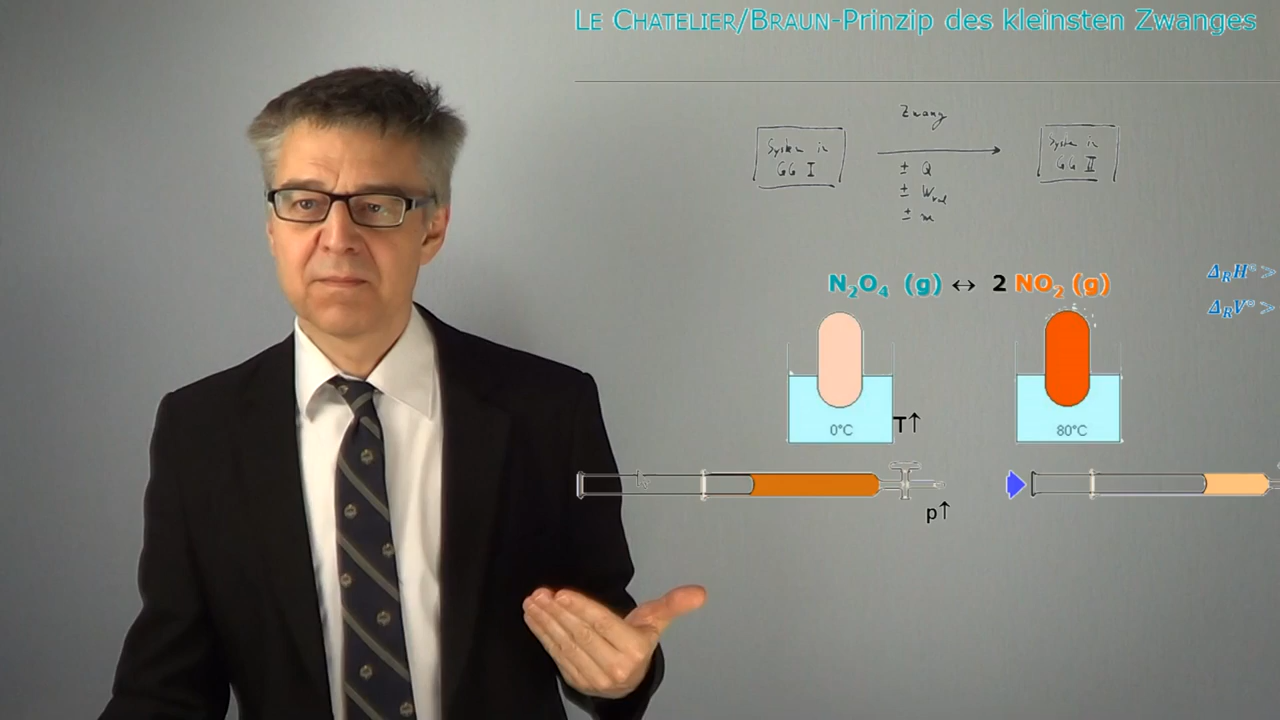 LE CHATELIER/BRAUN-Prinzip des kleinsten Zwanges
Zwang
System in
GG I
± Q
± Wvol
± m
System in
GG II
N₂O₄ (g) ↔ 2 NO₂ (g)
ΔRH° >
ΔRV° >
0°C
T↑
80°C
p↑